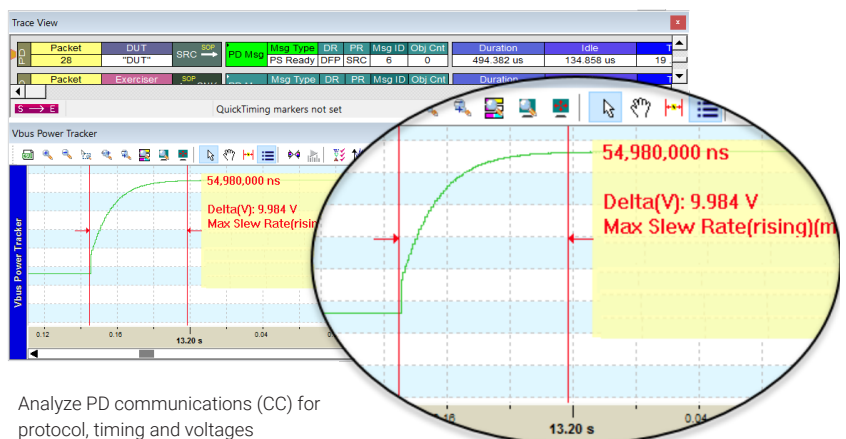 Trace View
x
Packet DUT SRC SOP PD Msg Msg Type DR PR Msg ID Obj Cnt Duration Idle
28 "DUT" PS Ready DFP SRC 6 0 494.382 us 134.858 us 19
Packet Exerciser SOP Msg Type DR PR Msg ID Obj Cnt Duration
S → E QuickTiming markers not set
Vbus Power Tracker
54,980,000 ns
Delta(V): 9.984 V
Max Slew Rate(risin
Vbus Power Tracker
0.12 0.16 13.20 s 0.04
54,980,000 ns
Delta(V): 9.984 V
Max Slew Rate(rising)(m
13.20 s 0.04
Analyze PD communications (CC) for
protocol, timing and voltages